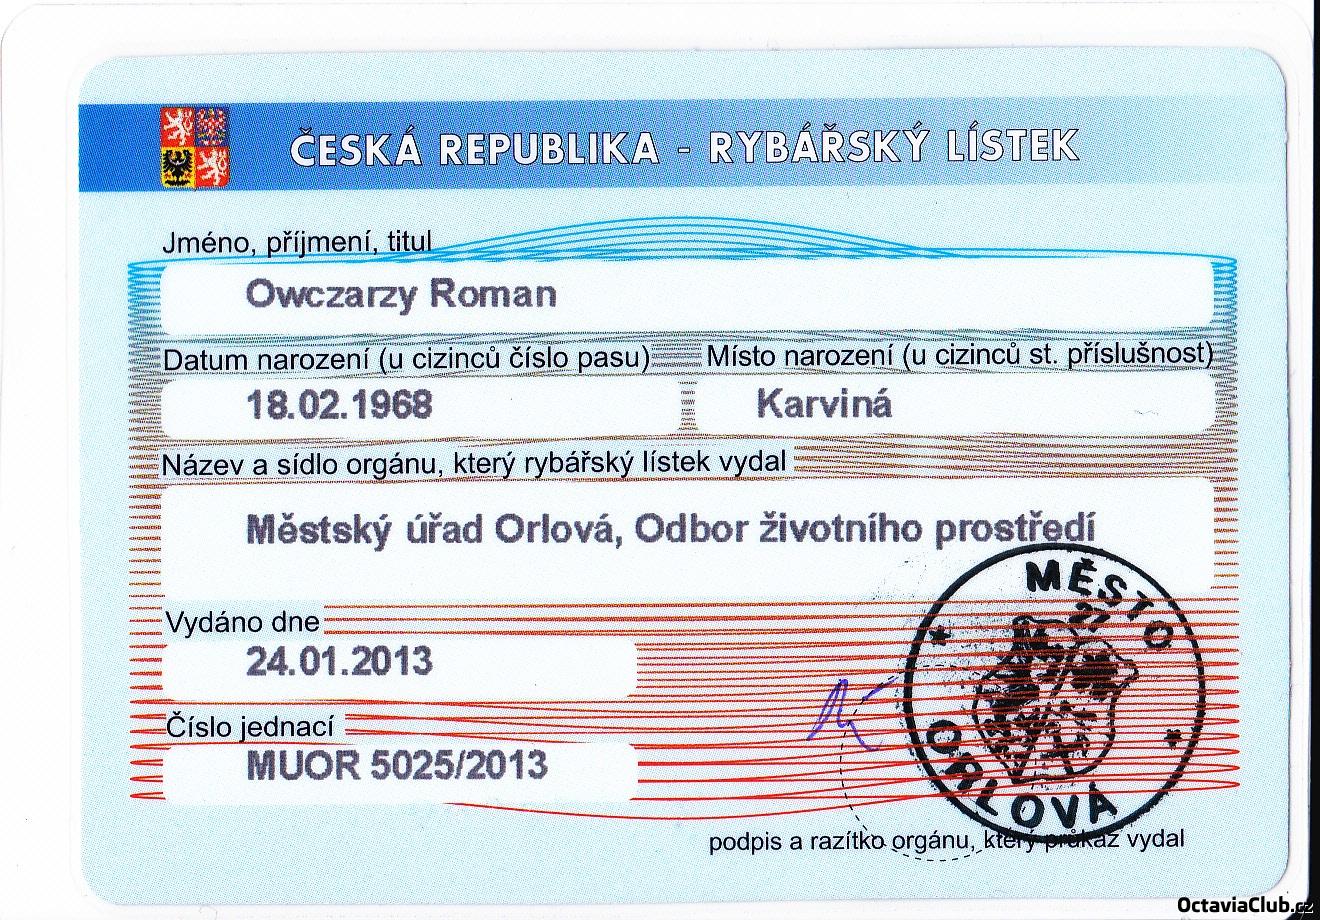 ČESKÁ REPUBLIKA - RYBÁŘSKÝ LÍSTEK
Jméno, příjmení, titul
Owczarzy Roman
Datum narození (u cizinců číslo pasu) Místo narození (u cizinců st. příslušnost)
18.02.1968 Karviná
Název a sídlo orgánu, který rybářský lístek vydal
Městský úřad Orlová, Odbor životního prostředí
Vydáno dne
24.01.2013
Číslo jednací
MUOR 5025/2013
MĚSTO
ORLOVÁ
27
podpis a razítko orgánu, který průkaz vydal
OctaviaClub.cz